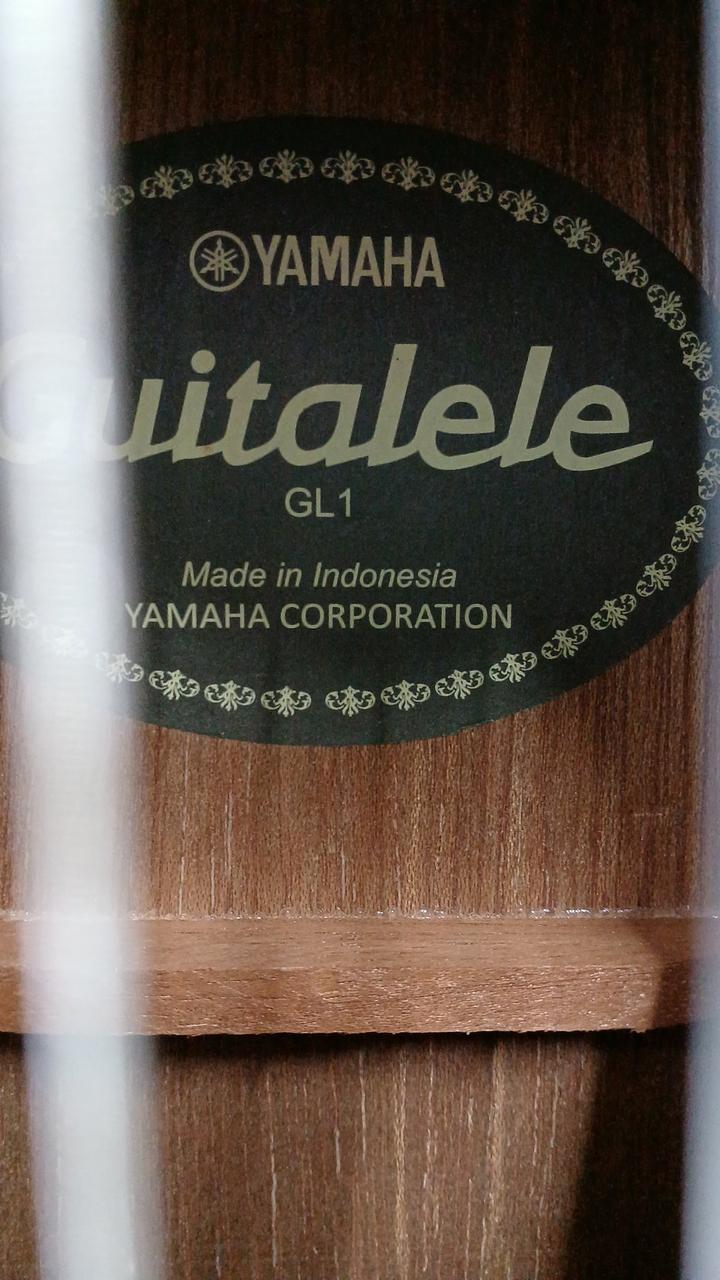 YAMAHA
Guitalele
GL1
Made in Indonesia
YAMAHA CORPORATION